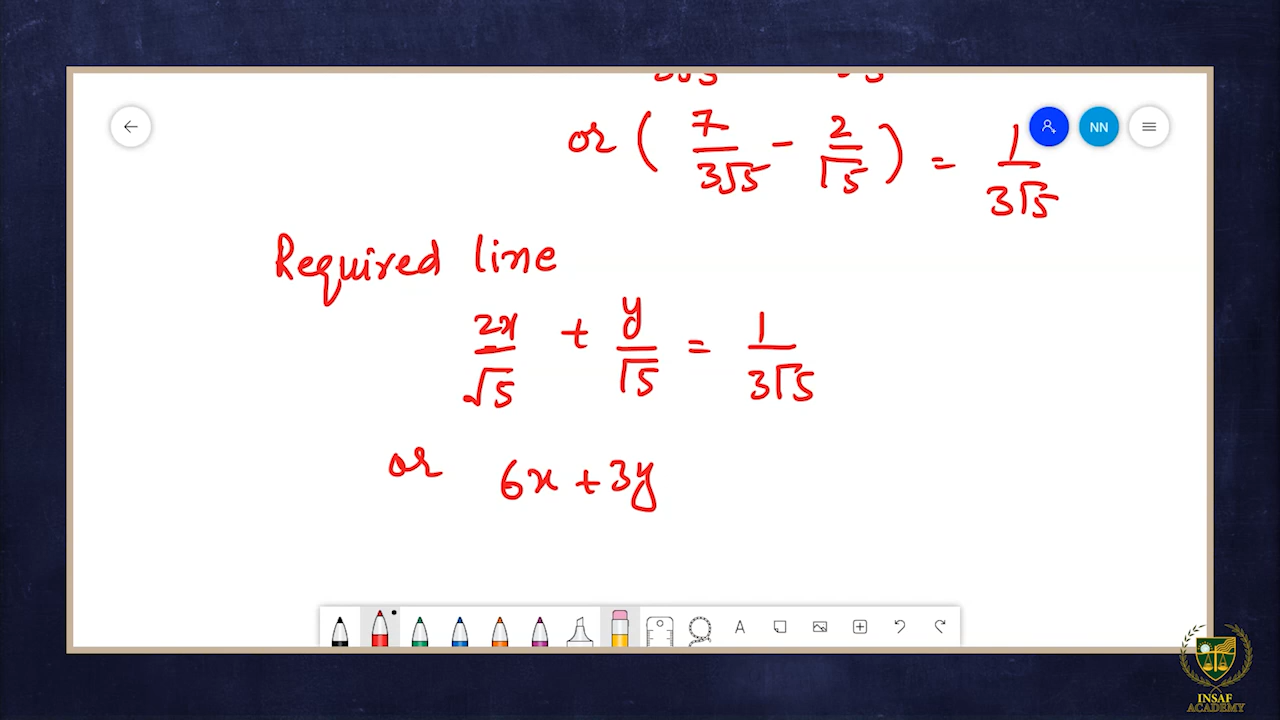 or ( 7/3√5 - 2/√5 ) = 1/3√5
NN
Required line
2x/√5 + y/√5 = 1/3√5
or 6x + 3y
A
INSAF
ACADEMY